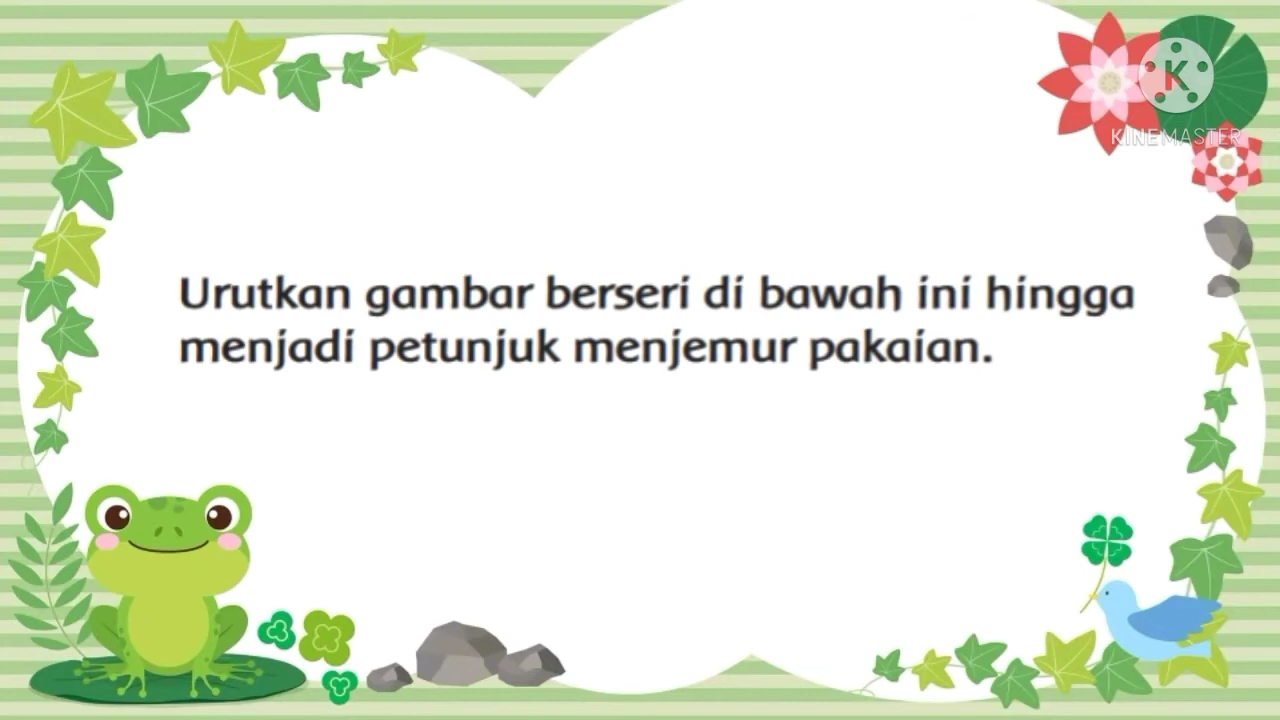 K
KINEMASTER
Urutkan gambar berseri di bawah ini hingga
menjadi petunjuk menjemur pakaian.